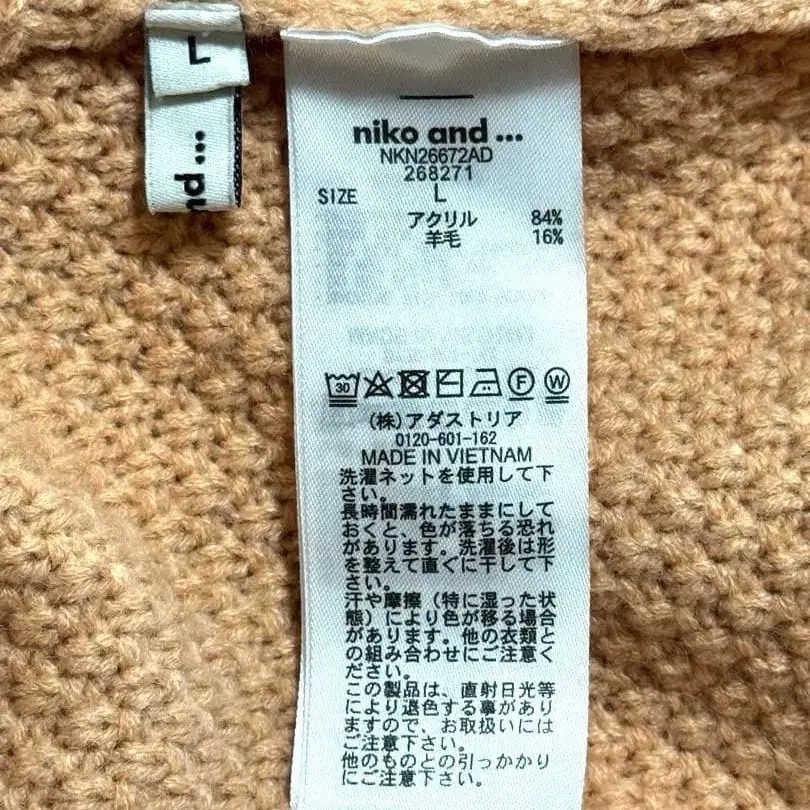 L
nd ...
niko and ...
NKN26672AD
268271
SIZE L
アクリル 84%
羊毛 16%
30
F
W
(株)アダストリア
0120-601-162
MADE IN VIETNAM
洗濯ネットを使用して下
さい。
長時間濡れたままにして
おくと、色が落ちる恐れ
があります。洗濯後は形
を整えて直ぐに干して下
さい。
汗や摩擦（特に湿った状
態）により色が移る場合
があります。他の衣類と
の組み合わせにご注意く
ださい。
この製品は、直射日光等
により退色する事があり
ますので、お取扱いには
ご注意下さい。
他のものとの引っかかり
にご注意下さい。